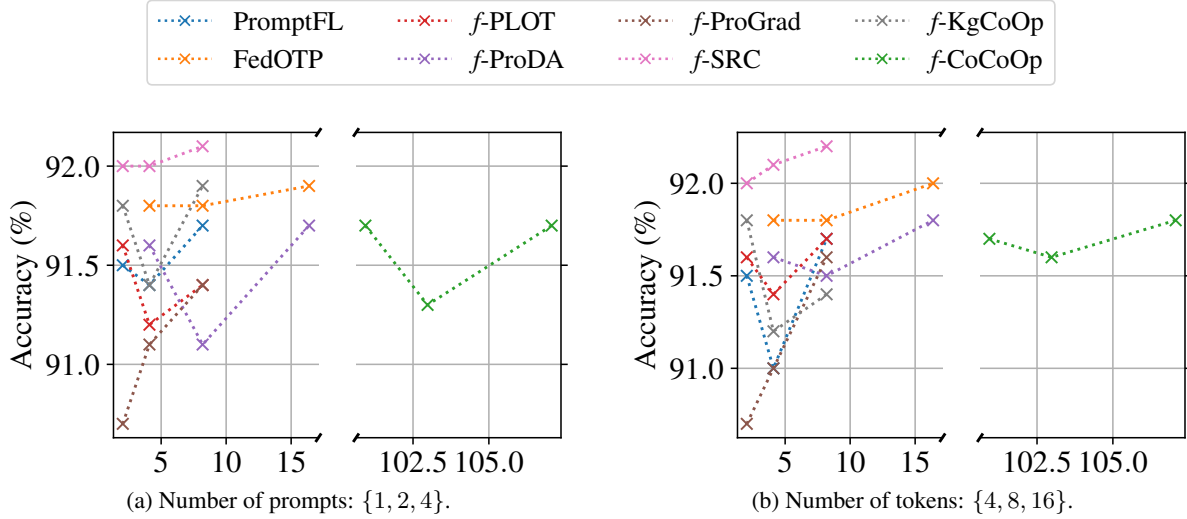 PromptFL f-PLOT f-ProGrad f-KgCoOp
FedOTP f-ProDA f-SRC f-CoCoOp
Accuracy (%)
92.0
91.5
91.0
5 10 15 102.5 105.0
(a) Number of prompts: {1, 2, 4}.
Accuracy (%)
92.0
91.5
91.0
5 10 15 102.5 105.0
(b) Number of tokens: {4, 8, 16}.